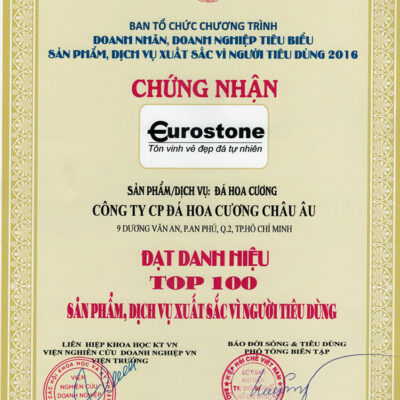 BAN TỔ CHỨC CHƯƠNG TRÌNH
DOANH NHÂN, DOANH NGHIỆP TIÊU BIỂU
SẢN PHẨM, DỊCH VỤ XUẤT SẮC VÌ NGƯỜI TIÊU DÙNG 2016
CHỨNG NHẬN
Eurostone
Tôn vinh vẻ đẹp đá tự nhiên
SẢN PHẨM/DỊCH VỤ: ĐÁ HOA CƯƠNG
CÔNG TY CP ĐÁ HOA CƯƠNG CHÂU ÂU
9 DƯƠNG VĂN AN, P.AN PHÚ, Q.2, TP.HỒ CHÍ MINH
ĐẠT DANH HIỆU
TOP 100
SẢN PHẨM, DỊCH VỤ XUẤT SẮC VÌ NGƯỜI TIÊU DÙNG
LIÊN HIỆP KHOA HỌC KT VN
VIỆN NGHIÊN CỨU DOANH NGHIỆP VN
VIỆN TRƯỞNG
BÁO ĐỜI SỐNG & TIÊU DÙNG
PHÓ TỔNG BIÊN TẬP
VIỆN
NGHIÊN CỨU
DOANH NGHIỆP